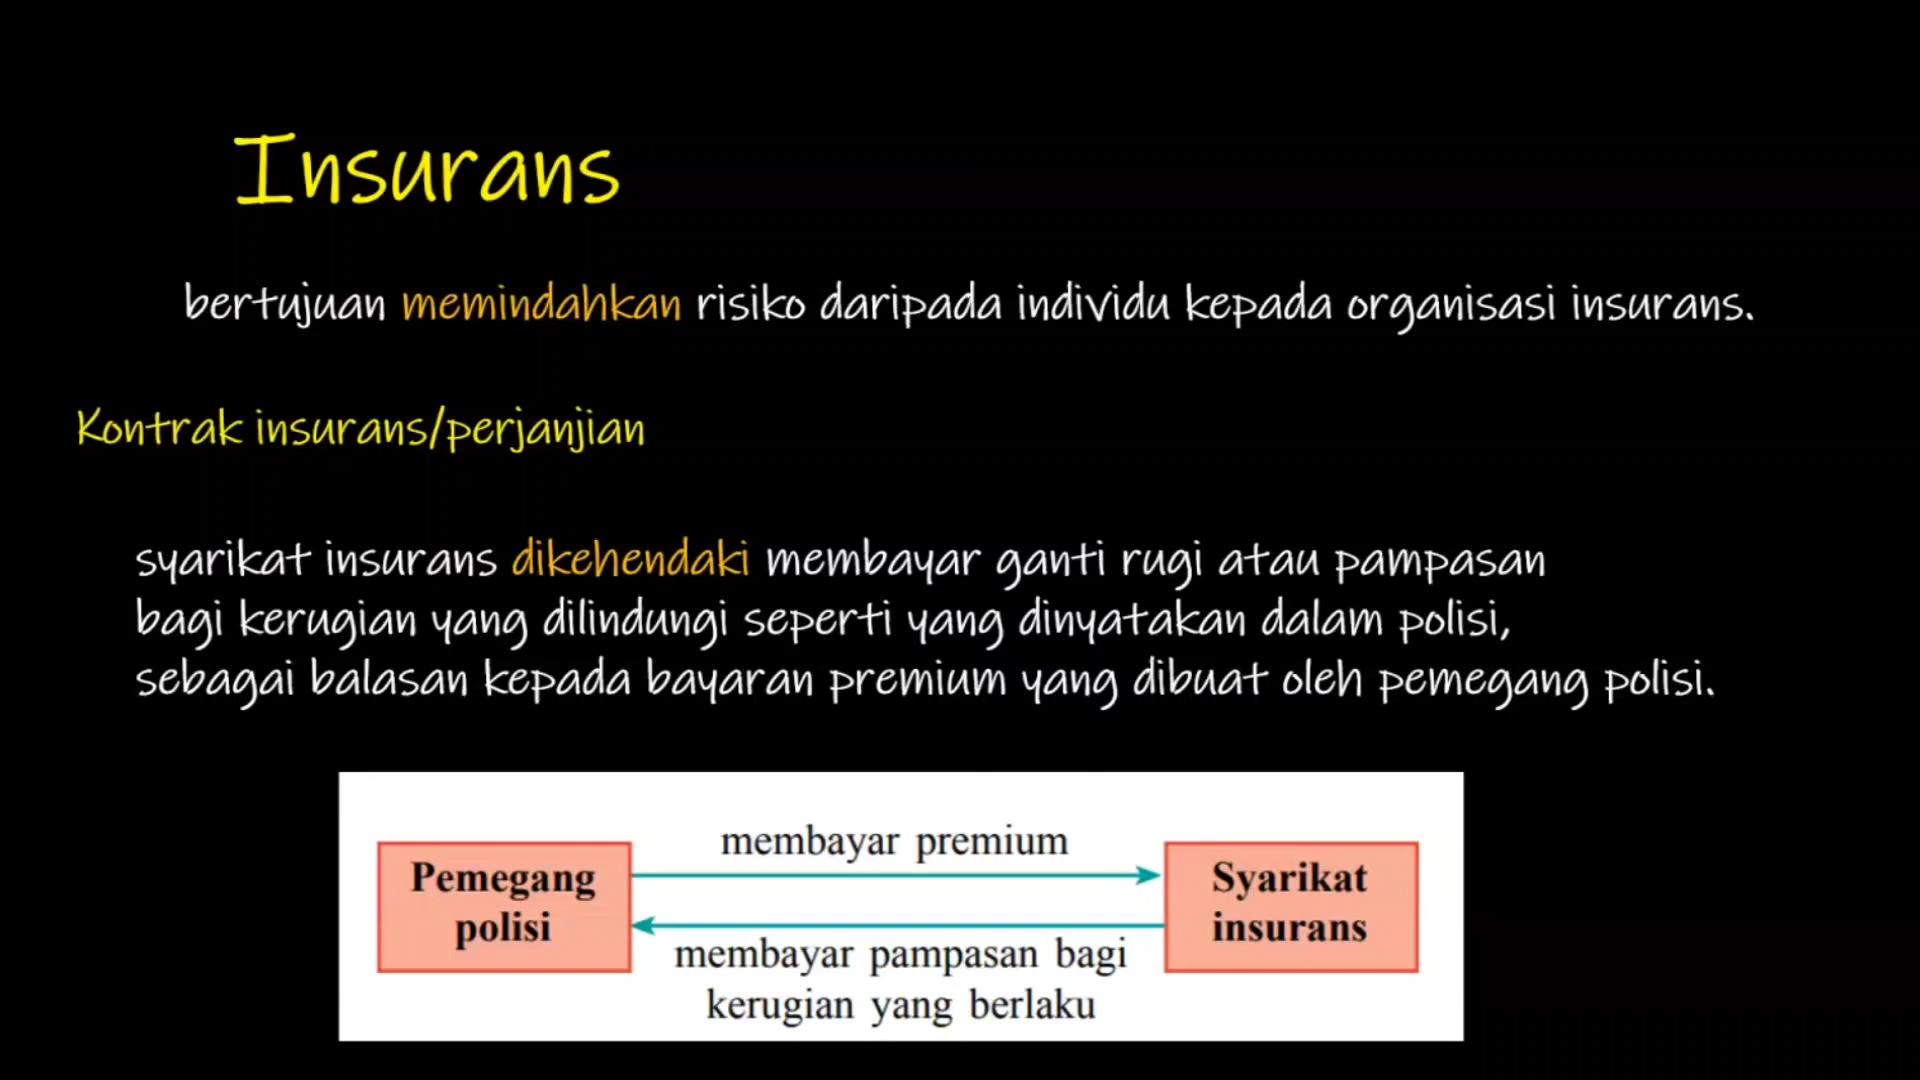 Insurans
bertujuan memindahkan risiko daripada individu kepada organisasi insurans.
Kontrak insurans/perjanjian
syarikat insurans dikehendaki membayar ganti rugi atau pampasan
bagi kerugian yang dilindungi seperti yang dinyatakan dalam polisi,
sebagai balasan kepada bayaran premium yang dibuat oleh pemegang polisi.
Pemegang
polisi
membayar premium
membayar pampasan bagi
kerugian yang berlaku
Syarikat
insurans